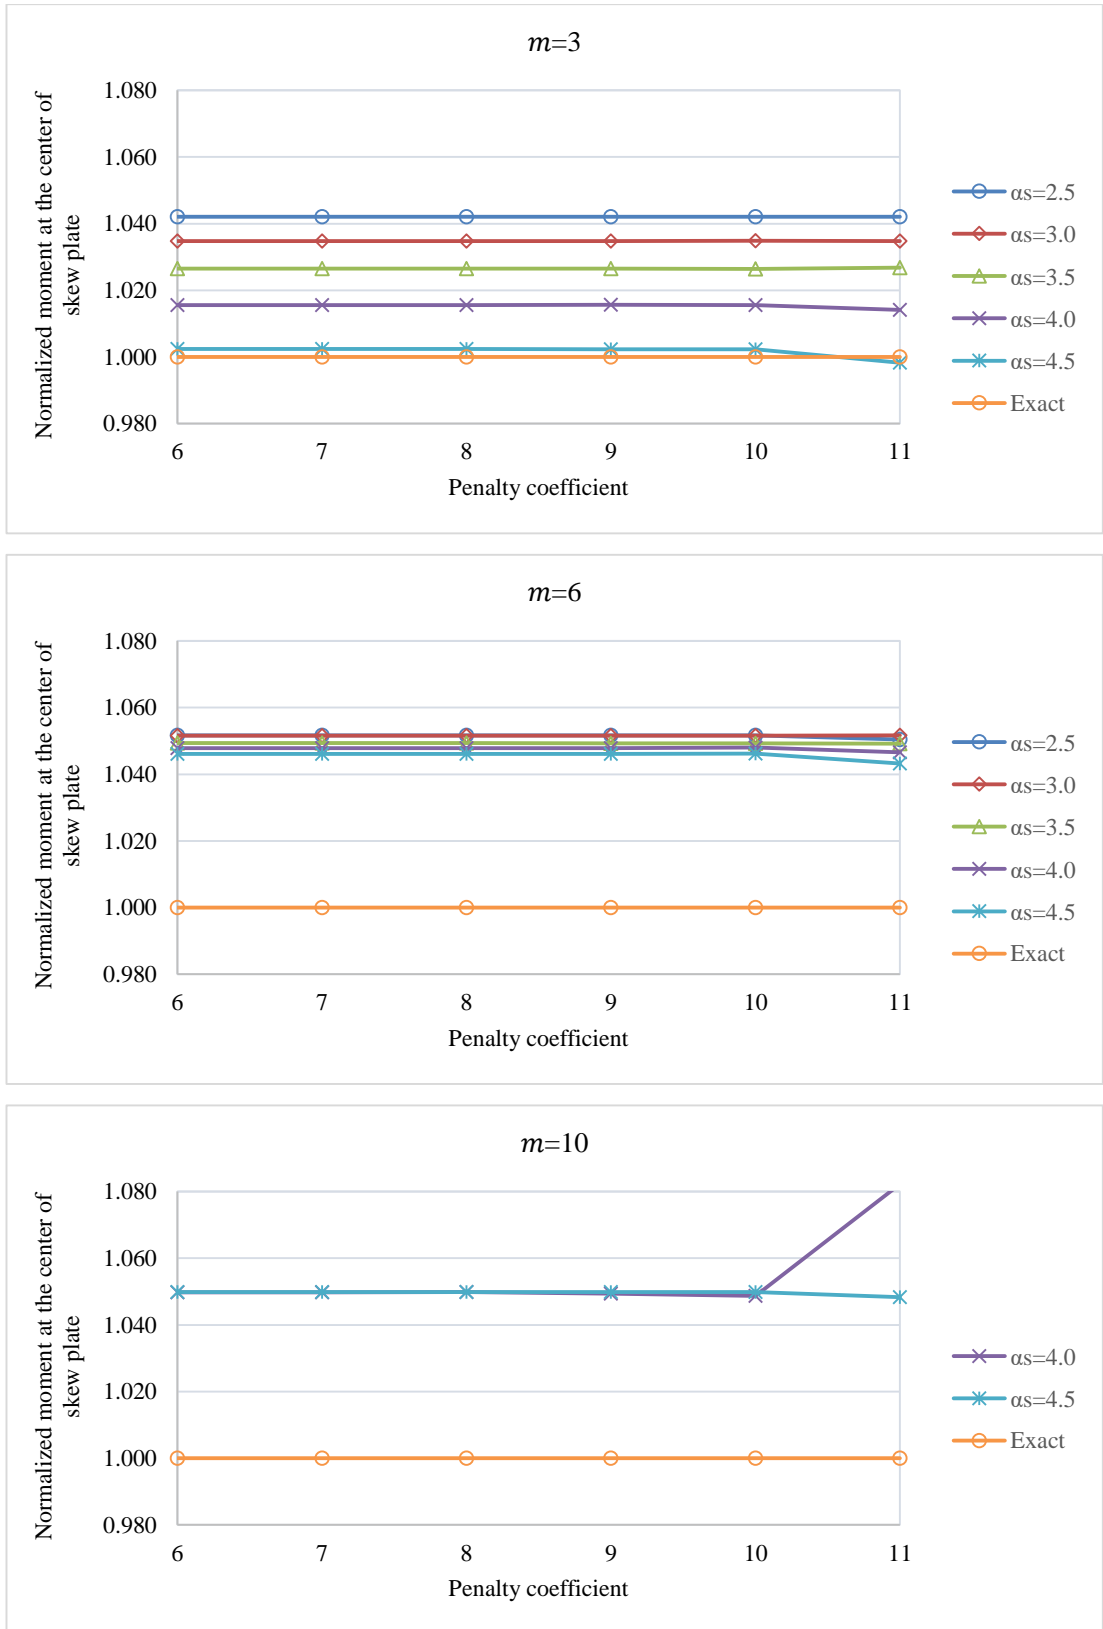 m=3
Normalized moment at the center of
skew plate
1.080
1.060
1.040
1.020
1.000
0.980
6 7 8 9 10 11
Penalty coefficient
αs=2.5
αs=3.0
αs=3.5
αs=4.0
αs=4.5
Exact
m=6
Normalized moment at the center of
skew plate
1.080
1.060
1.040
1.020
1.000
0.980
6 7 8 9 10 11
Penalty coefficient
αs=2.5
αs=3.0
αs=3.5
αs=4.0
αs=4.5
Exact
m=10
Normalized moment at the center of
skew plate
1.080
1.060
1.040
1.020
1.000
0.980
6 7 8 9 10 11
Penalty coefficient
αs=4.0
αs=4.5
Exact